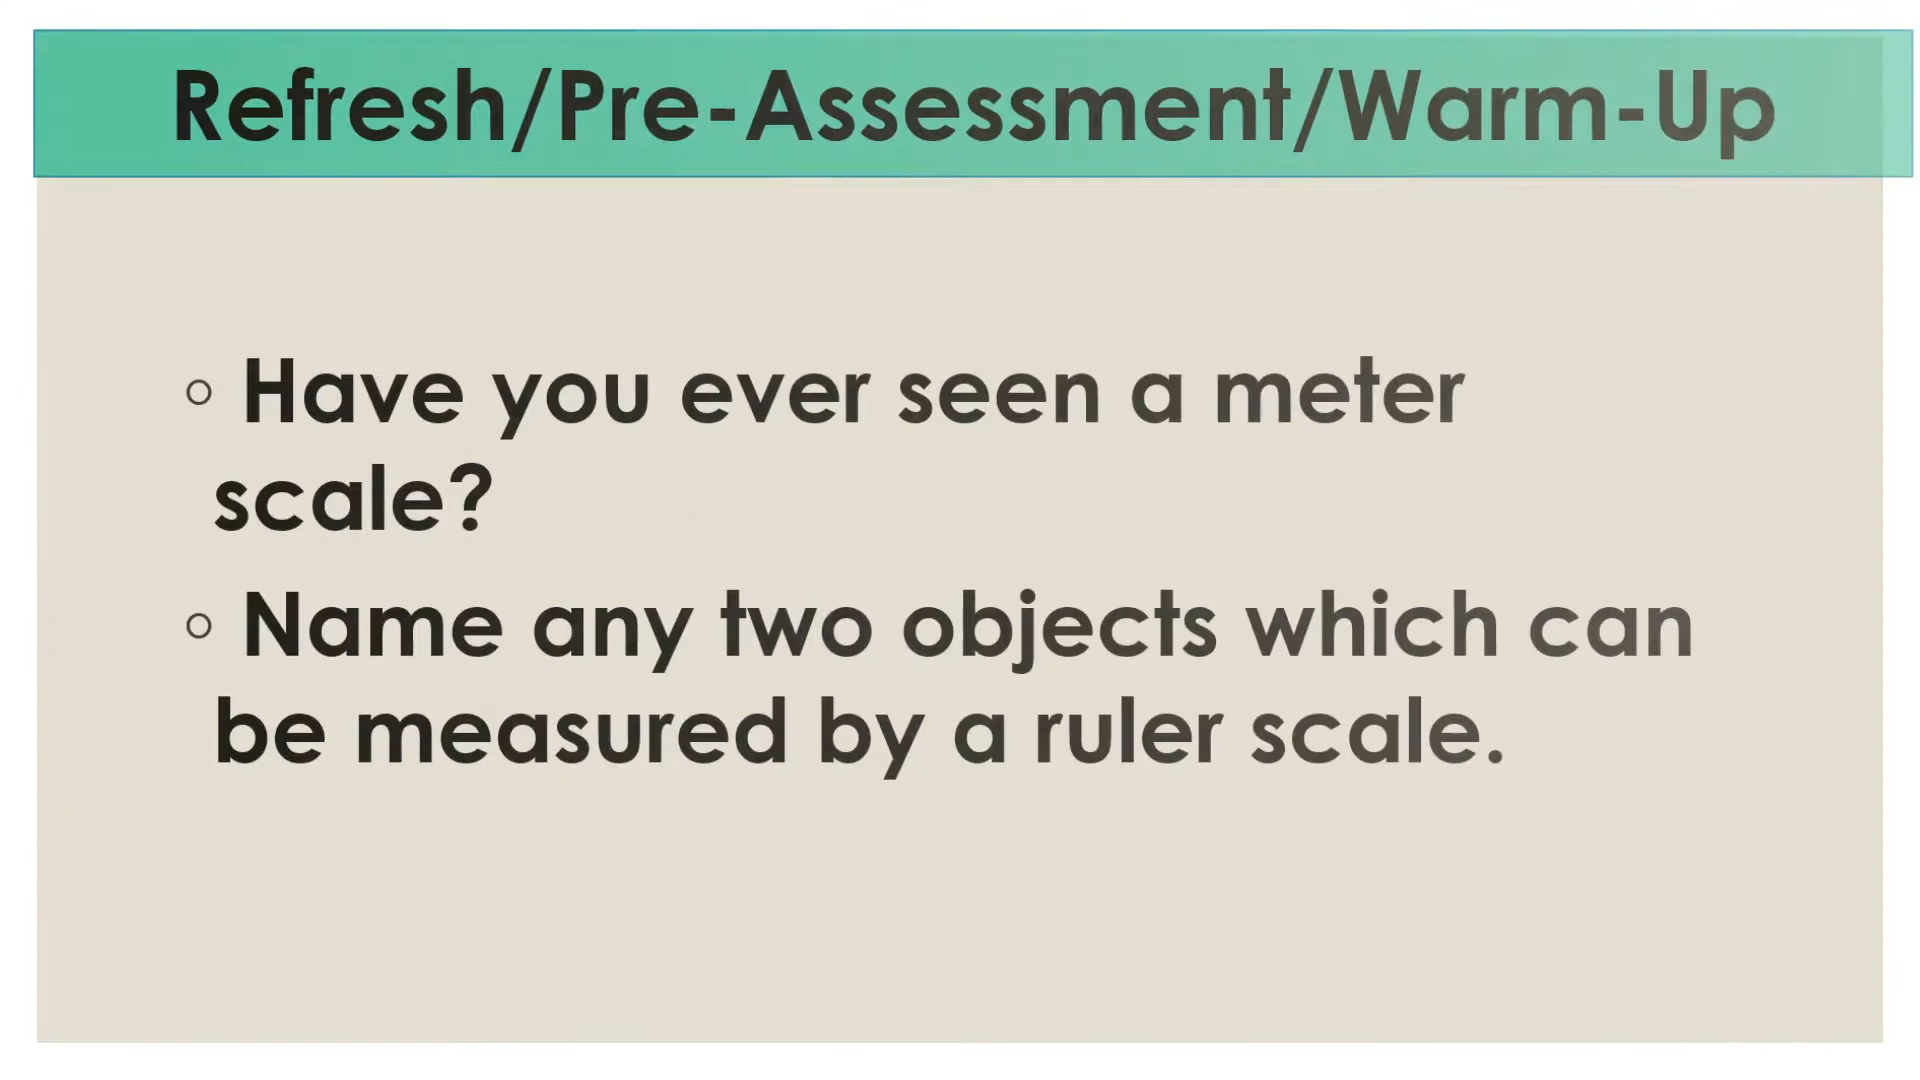 Refresh/Pre-Assessment/Warm-Up
◦ Have you ever seen a meter
scale?
◦ Name any two objects which can
be measured by a ruler scale.